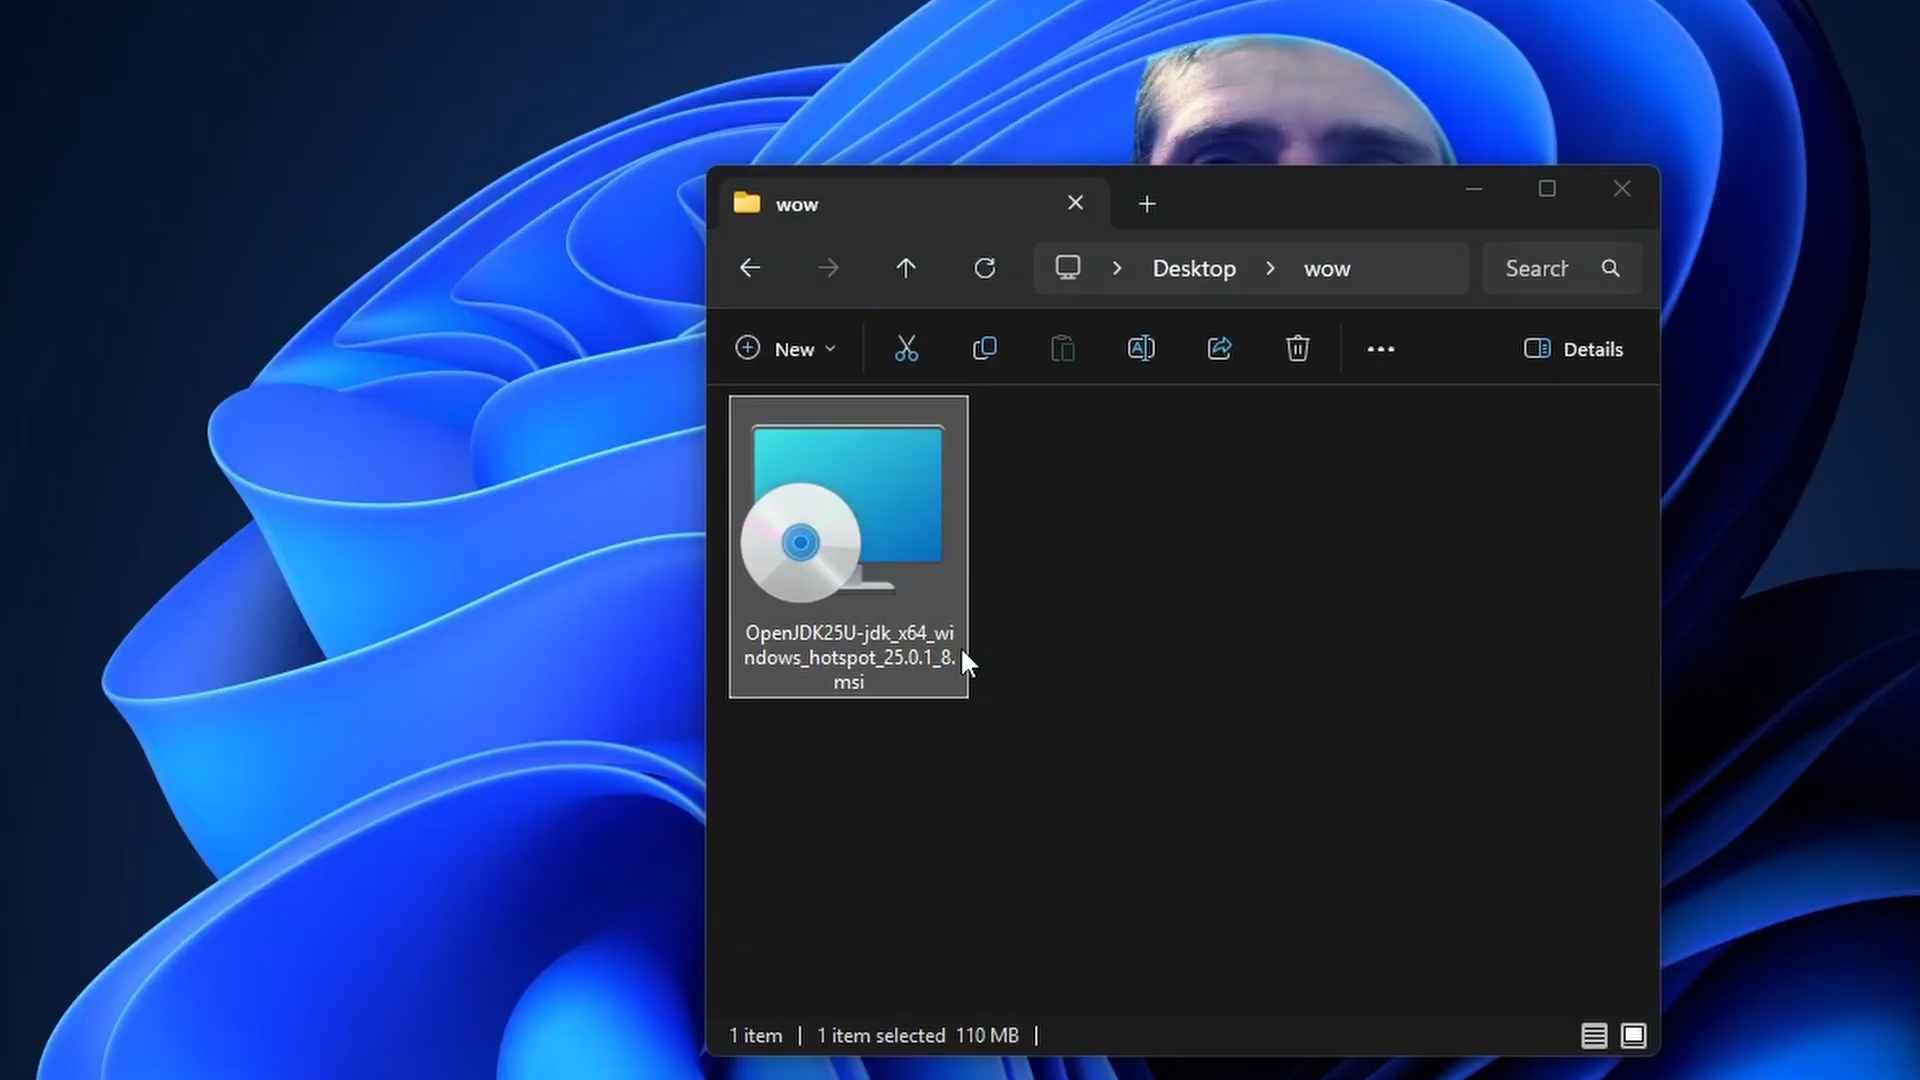 wow
Desktop
wow
Search
New
Details
OpenJDK25U-jdk_x64_wi
ndows_hotspot_25.0.1_8.
msi
1 item
1 item selected 110 MB